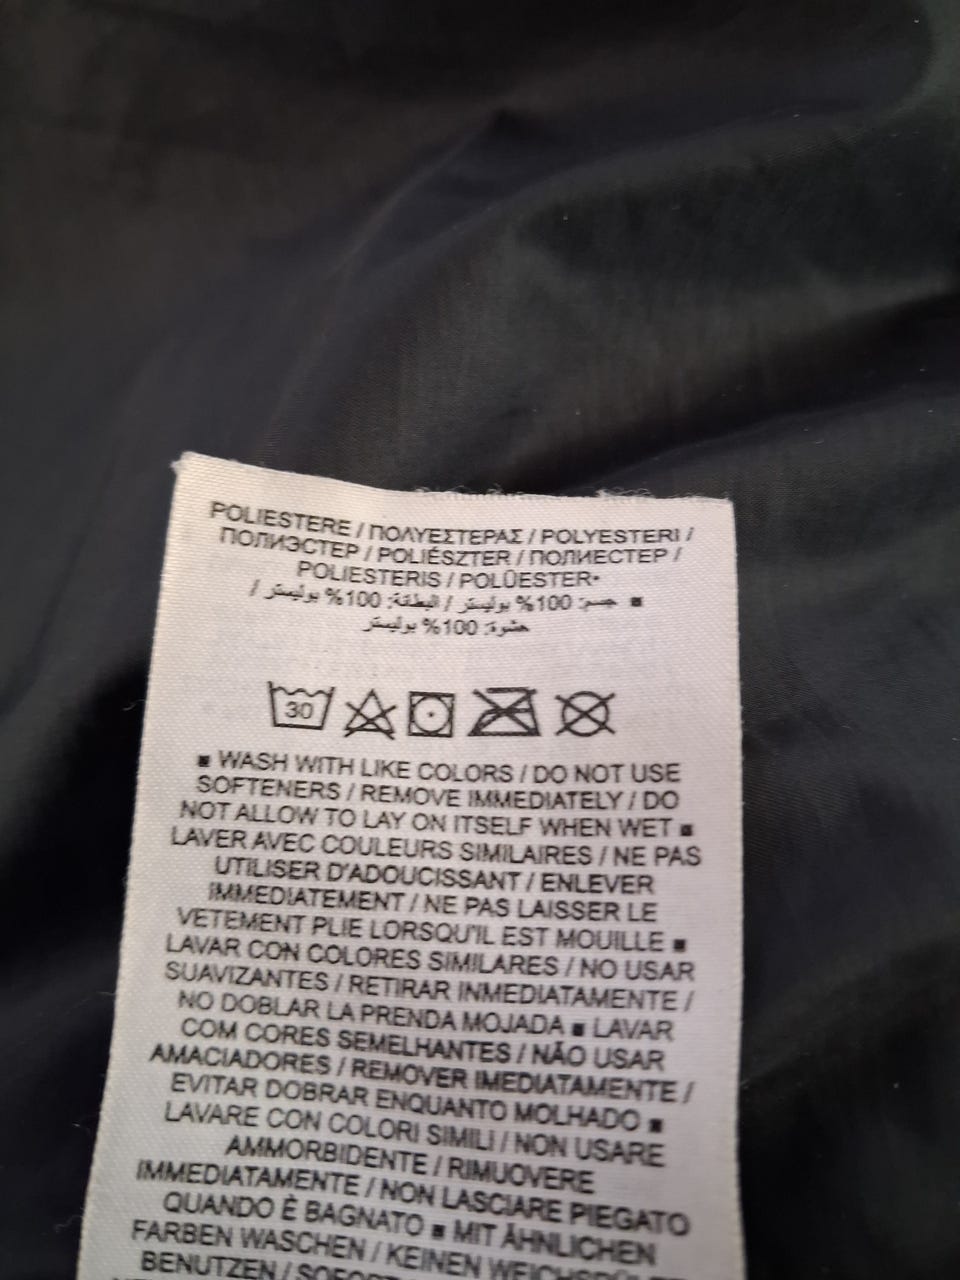 POLIESTERE / ΠΟΛΥΕΣΤΕΡΑΣ / POLYESTERI /
ПОЛИЭСТЕР / POLIÉSZTER / ПОЛИЕСТЕР /
POLIESTERIS / POLÜESTER•
■ جسم: 100% بوليستر / البطانة: 100% بوليستر /
حشوة: 100% بوليستر
30
■ WASH WITH LIKE COLORS / DO NOT USE
SOFTENERS / REMOVE IMMEDIATELY / DO
NOT ALLOW TO LAY ON ITSELF WHEN WET ■
LAVER AVEC COULEURS SIMILAIRES / NE PAS
UTILISER D'ADOUCISSANT / ENLEVER
IMMEDIATEMENT / NE PAS LAISSER LE
VETEMENT PLIE LORSQU'IL EST MOUILLE ■
LAVAR CON COLORES SIMILARES / NO USAR
SUAVIZANTES / RETIRAR INMEDIATAMENTE /
NO DOBLAR LA PRENDA MOJADA ■ LAVAR
COM CORES SEMELHANTES / NÃO USAR
AMACIADORES / REMOVER IMEDIATAMENTE /
EVITAR DOBRAR ENQUANTO MOLHADO ■
LAVARE CON COLORI SIMILI / NON USARE
AMMORBIDENTE / RIMUOVERE
IMMEDIATAMENTE / NON LASCIARE PIEGATO
QUANDO È BAGNATO ■ MIT ÄHNLICHEN
FARBEN WASCHEN / KEINEN
BENUTZEN /